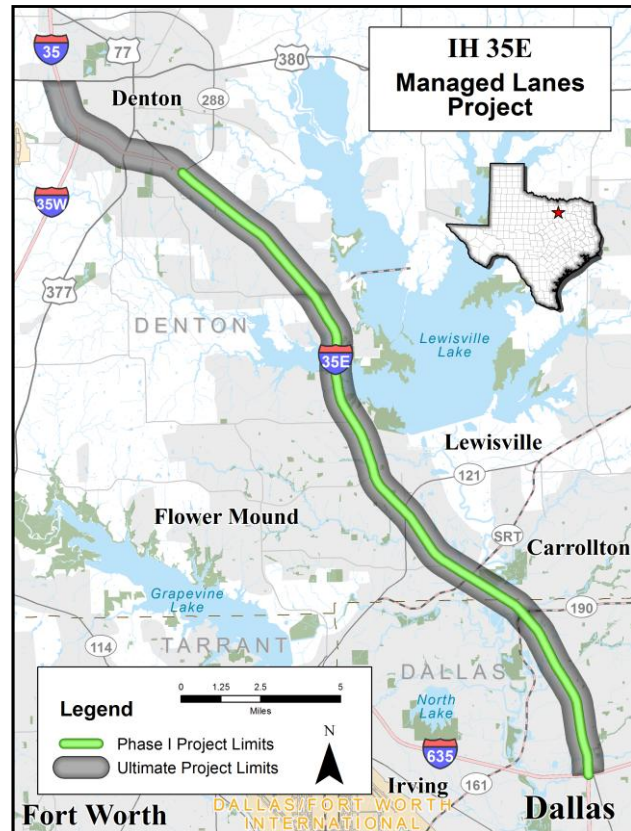 IH 35E
Managed Lanes
Project
35
77
380
Denton
288
35W
377
DENTON
35E
Lewisville
Lake
Lewisville
121
Flower Mound
SRT
Carrollton
Grapevine
Lake
190
114
TARRANT
DALLAS
North
Lake
635
Irving
161
Legend
0 1.25 2.5 5
Miles
Phase I Project Limits
Ultimate Project Limits
N
Fort Worth
DALLAS/FORT WORTH
INTERNATIONAL
Dallas